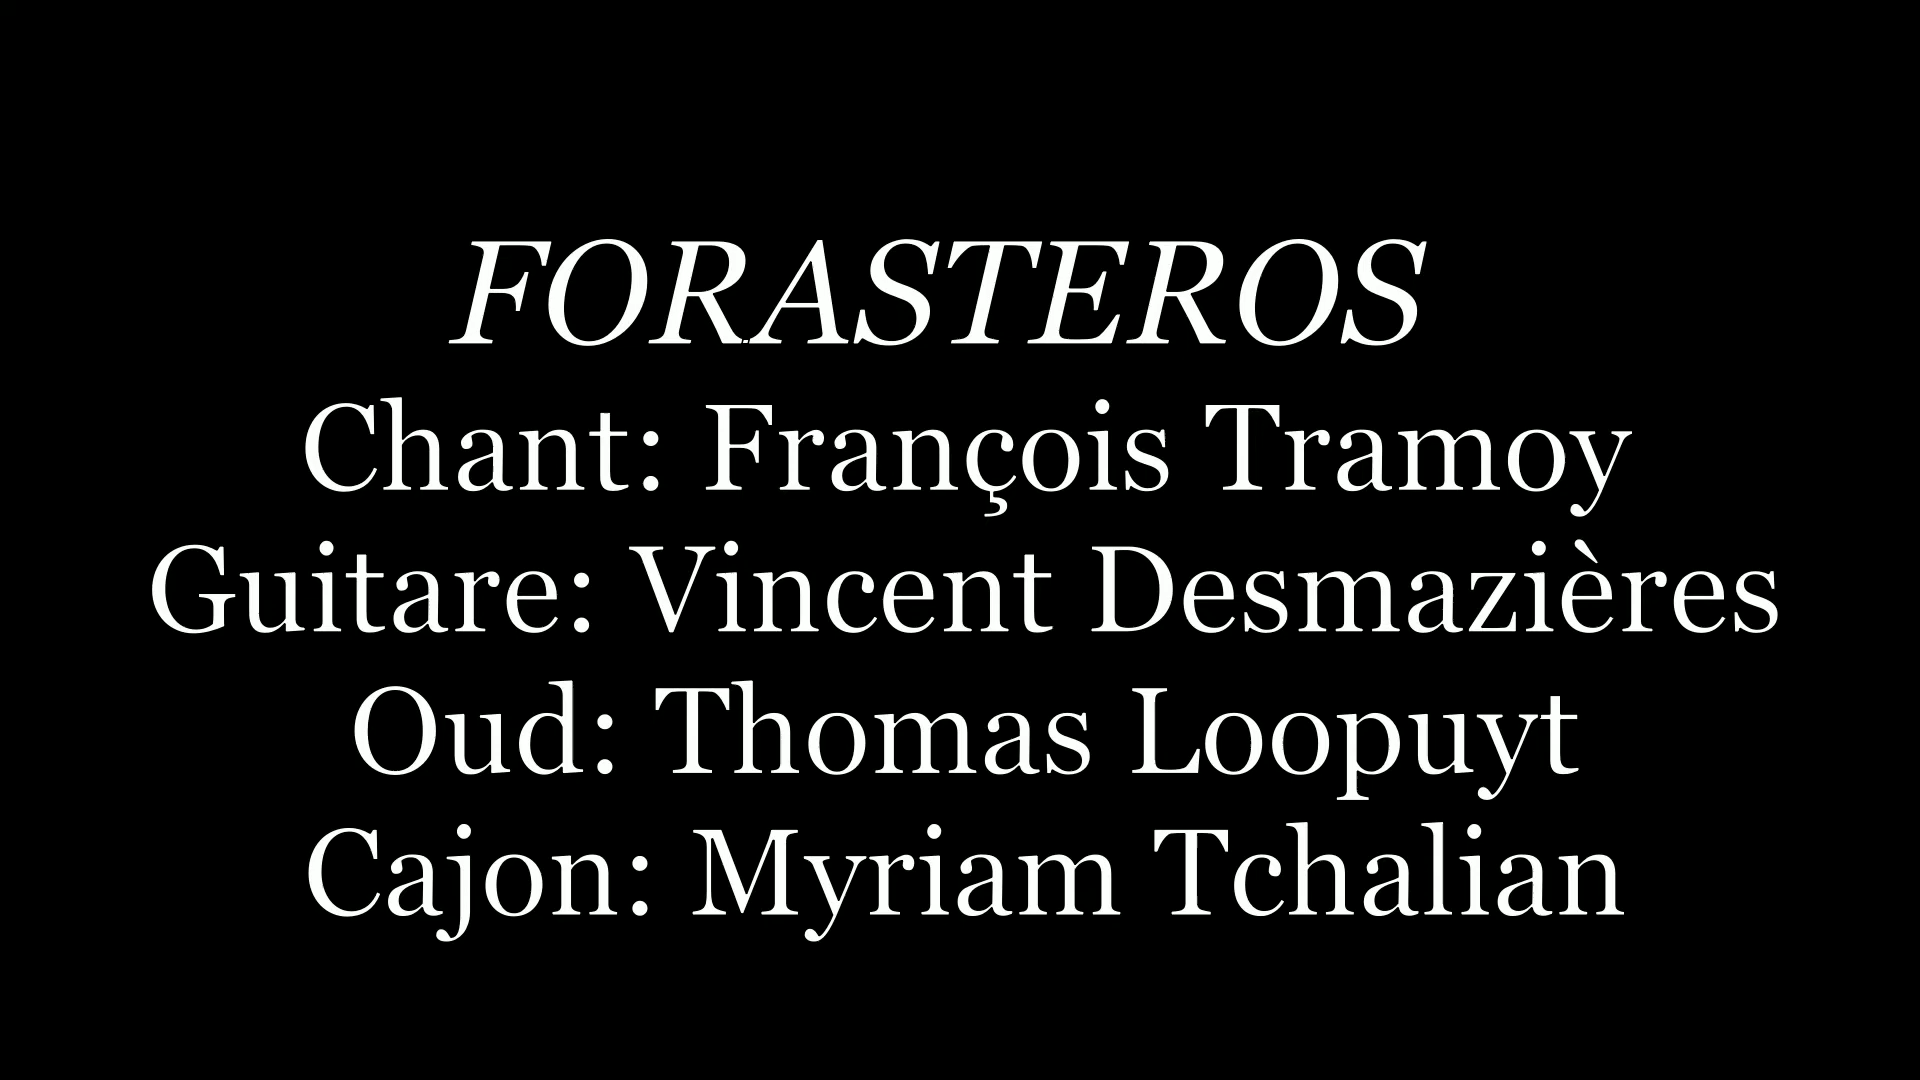 FORASTEROS
Chant: François Tramoy
Guitare: Vincent Desmazières
Oud: Thomas Loopuyt
Cajon: Myriam Tchalian